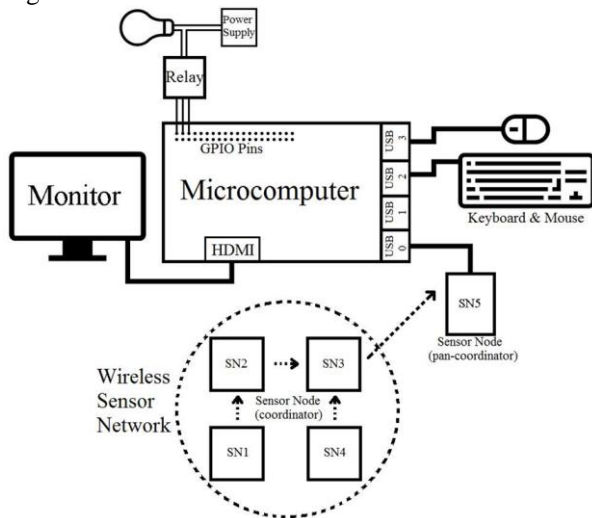 Power
Supply
Relay
GPIO Pins
USB
3
USB
2
USB
1
USB
0
Microcomputer
Monitor
HDMI
Keyboard & Mouse
SN5
Sensor Node
(pan-coordinator)
SN2
SN3
Wireless
Sensor
Network
Sensor Node
(coordinator)
SN1
SN4